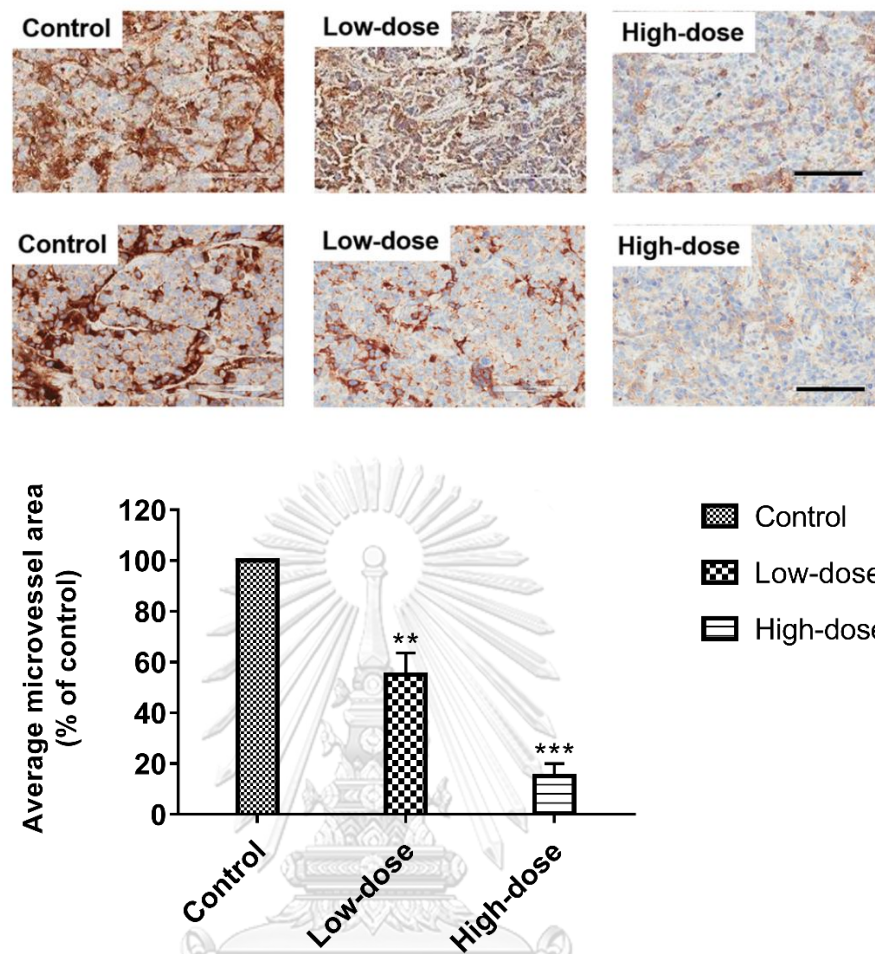 Control
Low-dose
High-dose
Control
Low-dose
High-dose
Average microvessel area
(% of control)
120
100
80
60
40
20
0
**
***
Control
Low-dose
High-dose
Control
Low-dose
High-dose